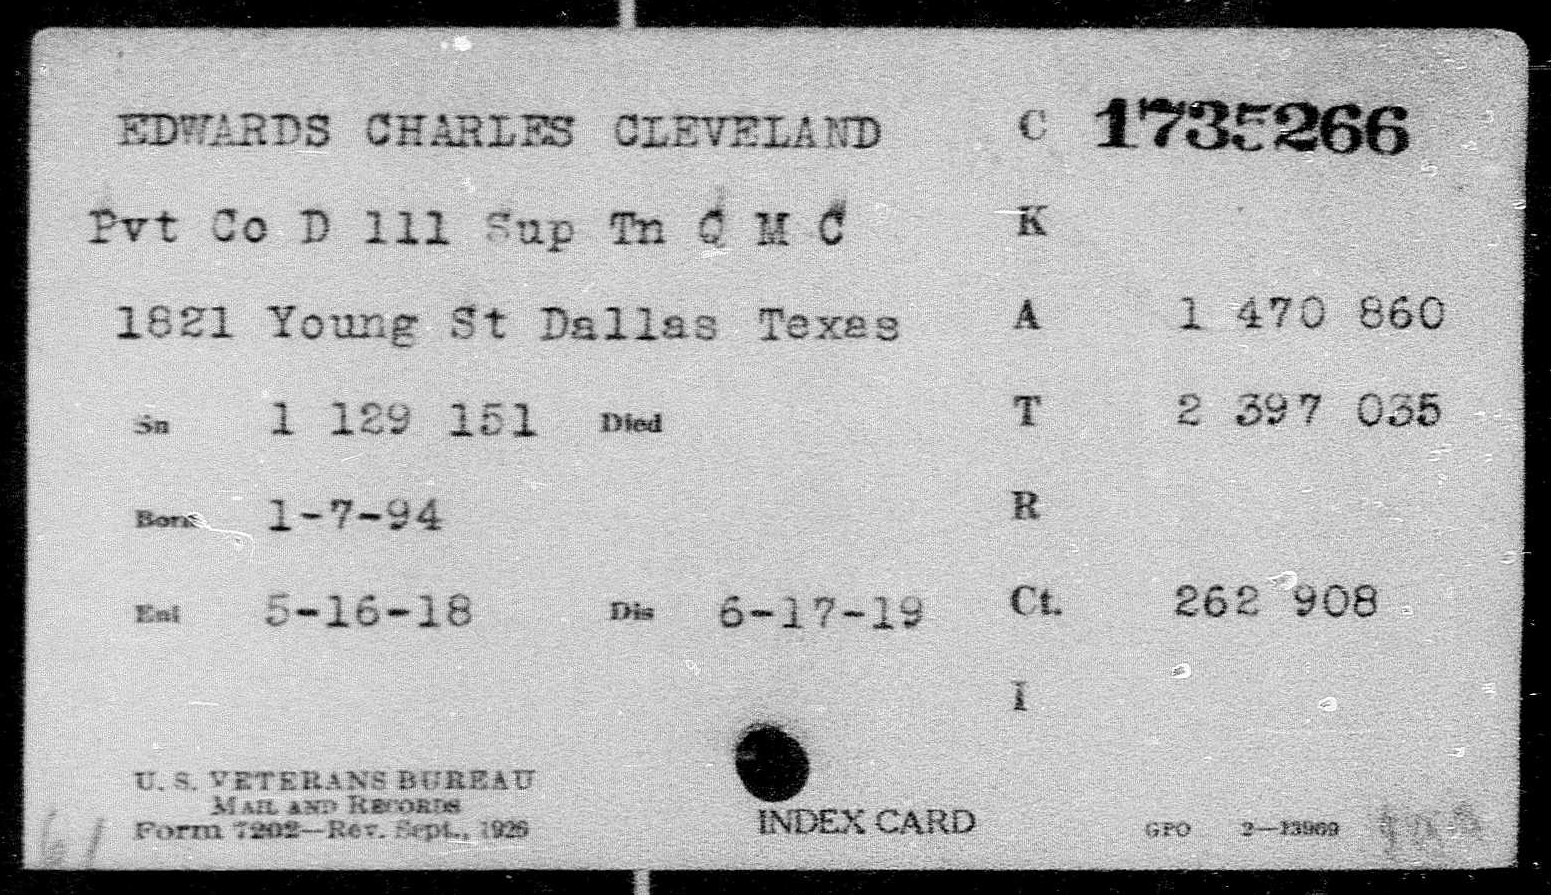 EDWARDS CHARLES CLEVELAND C 1735266
Pvt Co D 111 Sup Tn Q M C K
1821 Young St Dallas Texas A 1 470 860
Sn 1 129 151 Died T 2 397 035
Born 1-7-94 R
Enl 5-16-18 Dis 6-17-19 Ct. 262 908
I
U. S. VETERANS BUREAU
MAIL AND RECORDS
Form 7202—Rev. Sept., 1926
INDEX CARD
GPO 2—13969